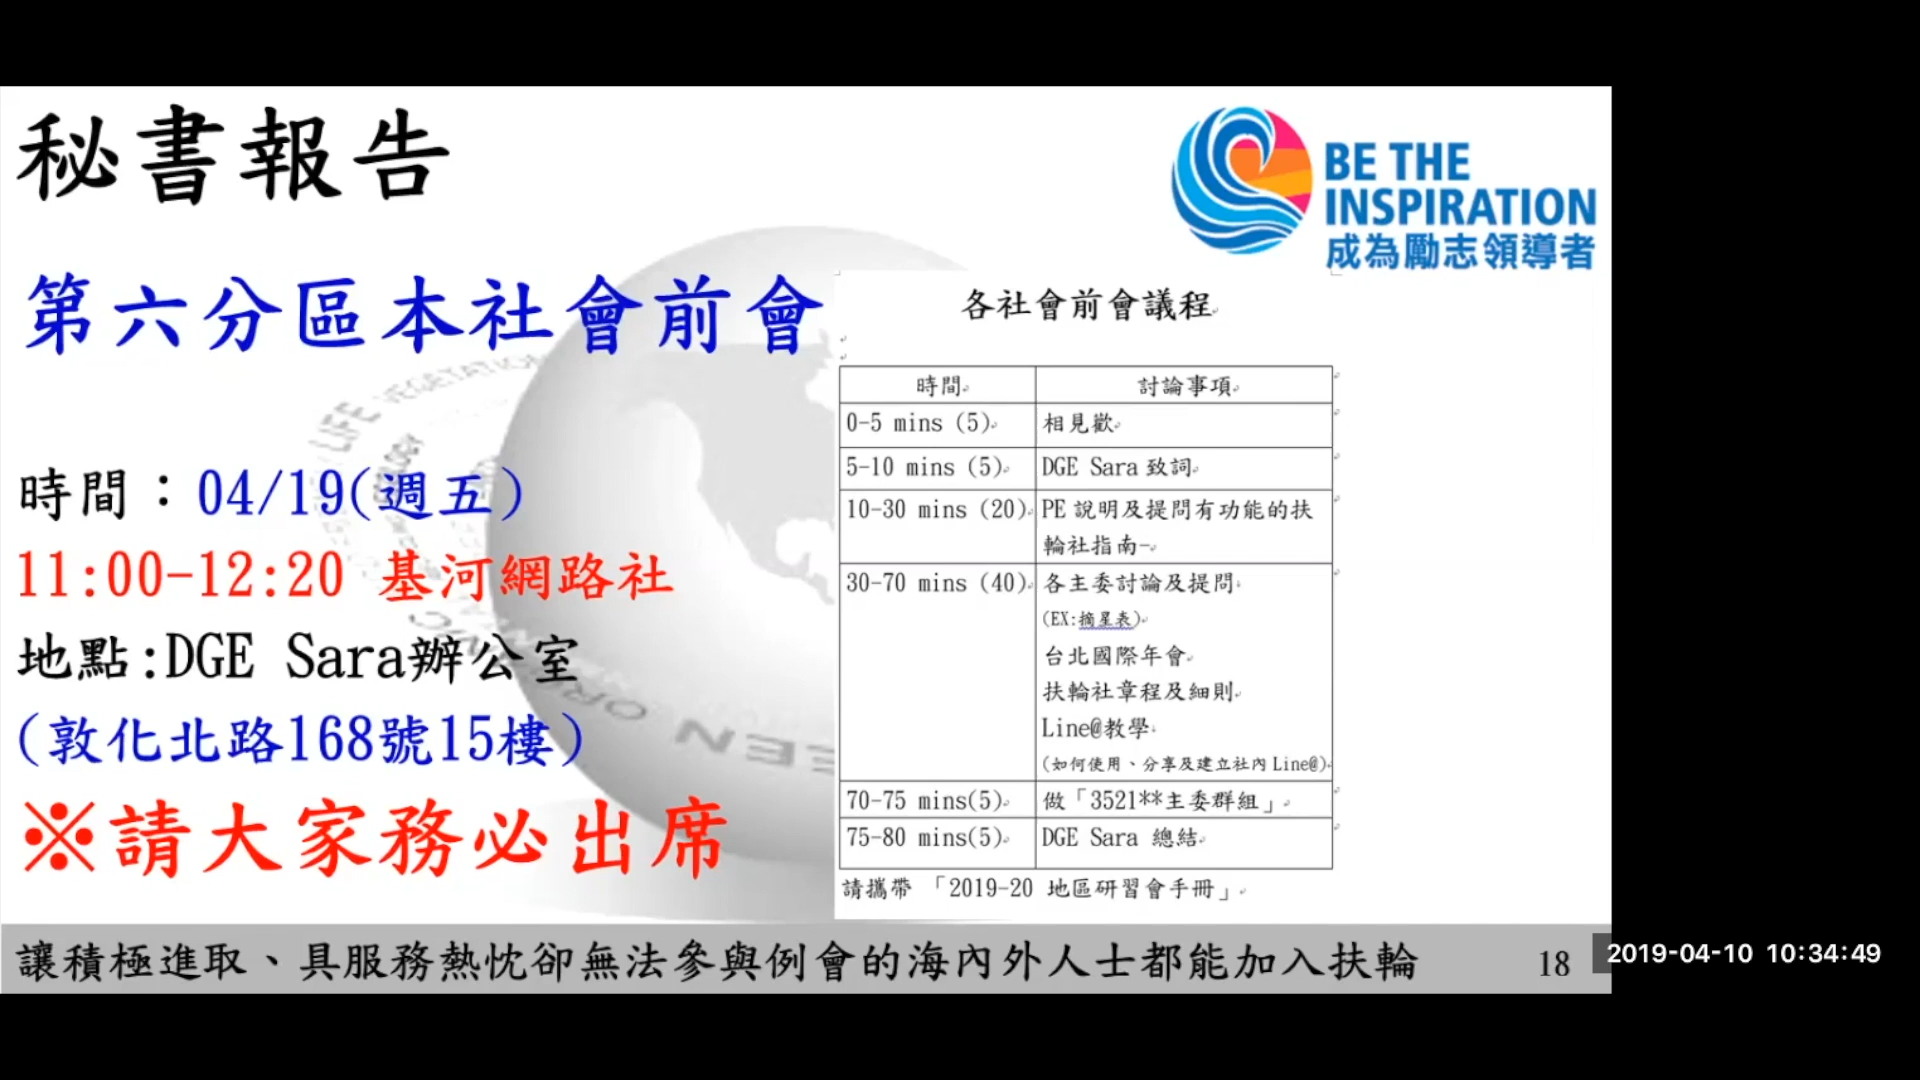 秘書報告
BE THE
INSPIRATION
成為勵志領導者
第六分區本社會前會
時間：04/19(週五)
11:00-12:20 基河網路社
地點:DGE Sara辦公室
(敦化北路168號15樓)
※請大家務必出席
各社會前會議程
時間 討論事項
0-5 mins (5) 相見歡
5-10 mins (5) DGE Sara 致詞
10-30 mins (20) PE 說明及提問有功能的扶
輪社指南-
30-70 mins (40) 各主委討論及提問
(EX:摘星表)
台北國際年會
扶輪社章程及細則
Line@教學
(如何使用、分享及建立社內 Line@)
70-75 mins(5) 做「3521**主委群組」
75-80 mins(5) DGE Sara 總結
請攜帶 「2019-20 地區研習會手冊」
讓積極進取、具服務熱忱卻無法參與例會的海內外人士都能加入扶輪
18
2019-04-10 10:34:49
LIFE
VEGETATION